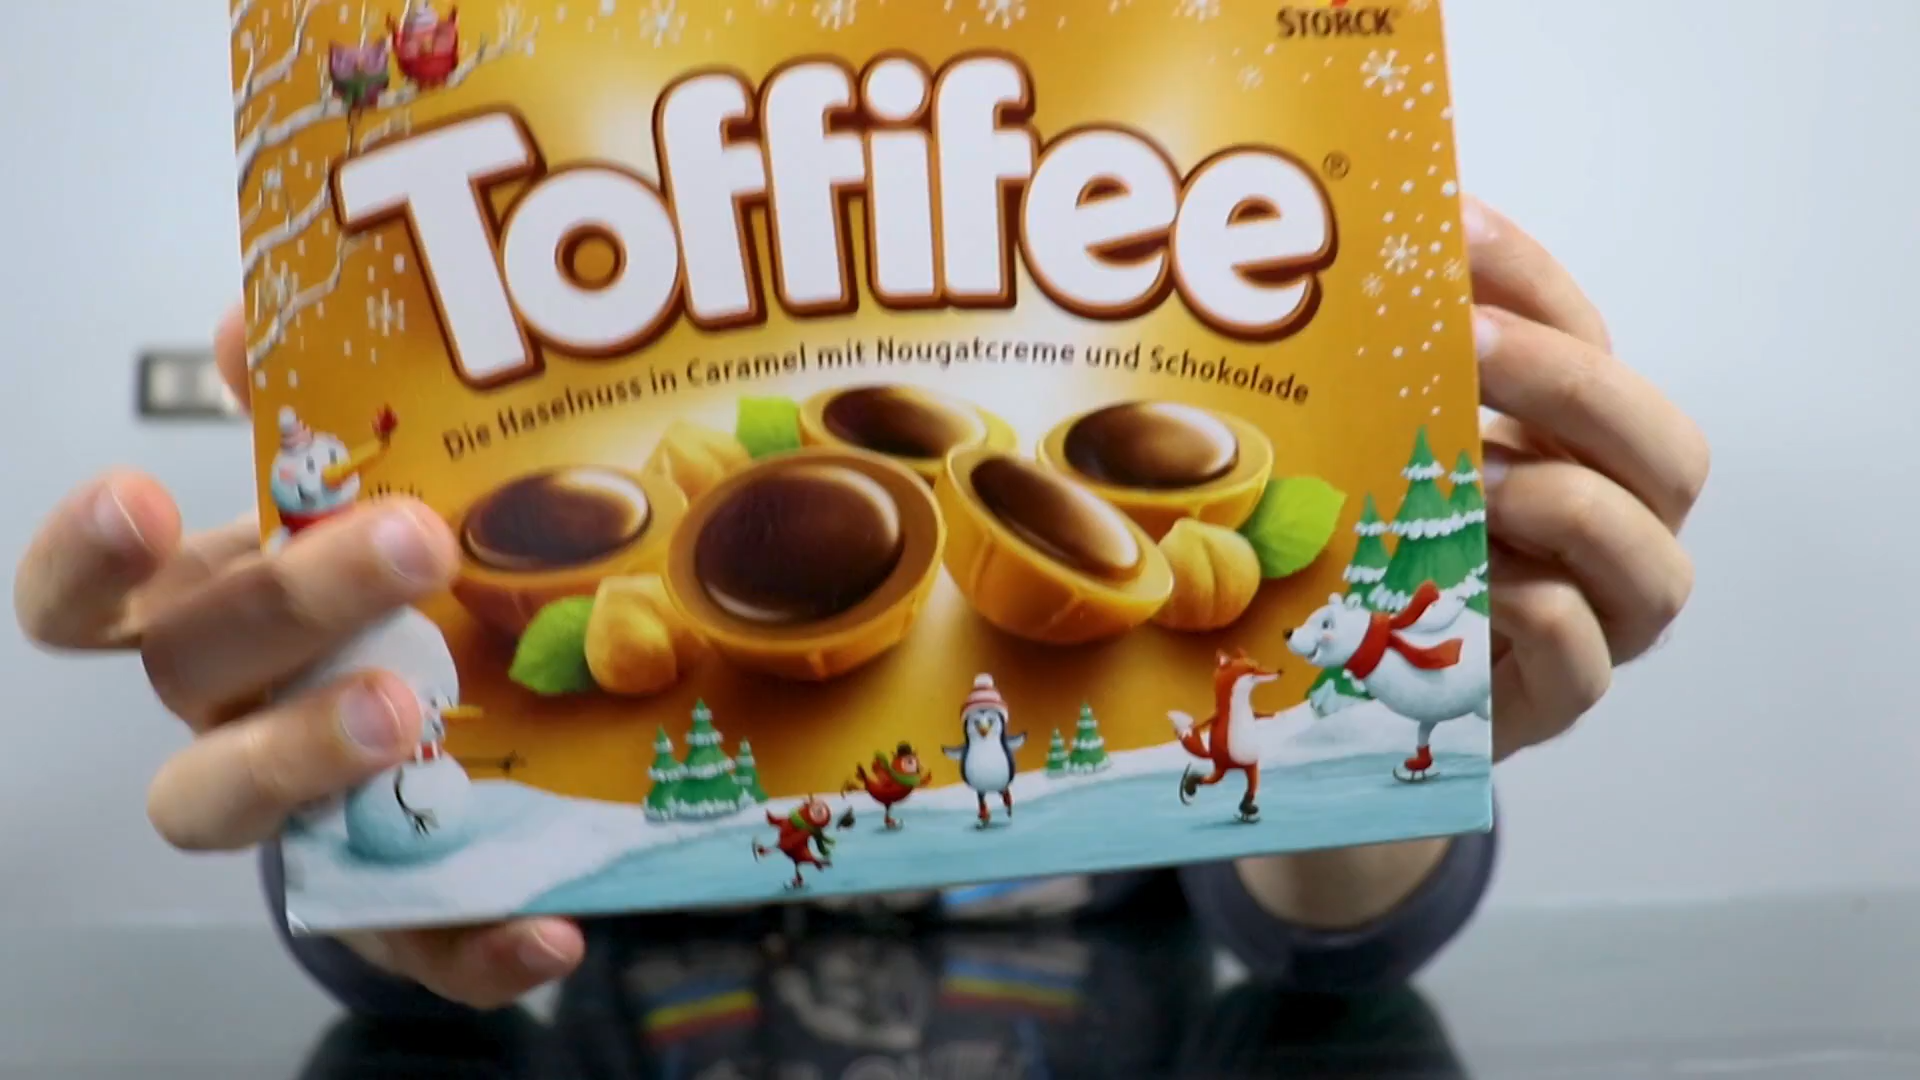 STORCK
Toffifee®
Die Haselnuss in Caramel mit Nougatcreme und Schokolade